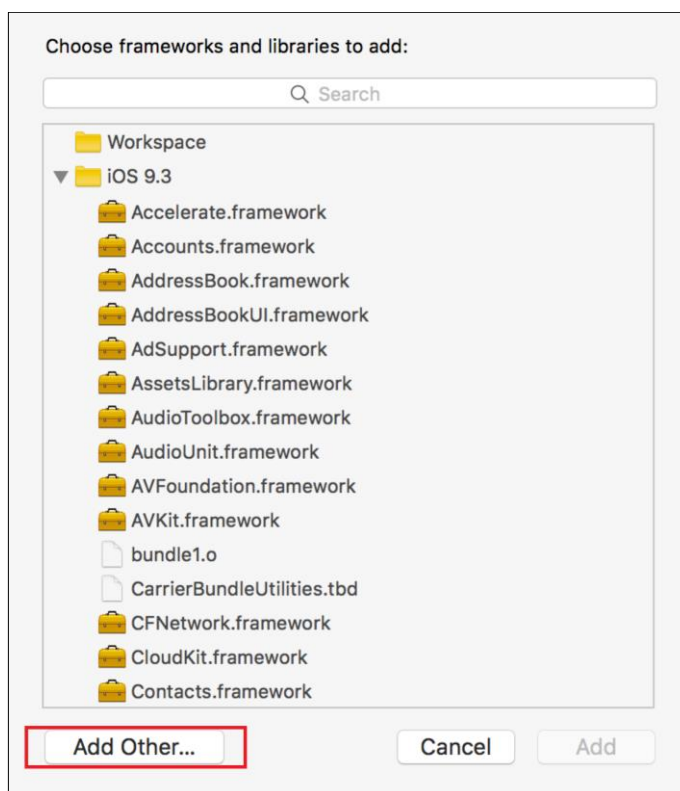 Choose frameworks and libraries to add:
Search
Workspace
iOS 9.3
Accelerate.framework
Accounts.framework
AddressBook.framework
AddressBookUI.framework
AdSupport.framework
AssetsLibrary.framework
AudioToolbox.framework
AudioUnit.framework
AVFoundation.framework
AVKit.framework
bundle1.o
CarrierBundleUtilities.tbd
CFNetwork.framework
CloudKit.framework
Contacts.framework
Add Other... Cancel Add